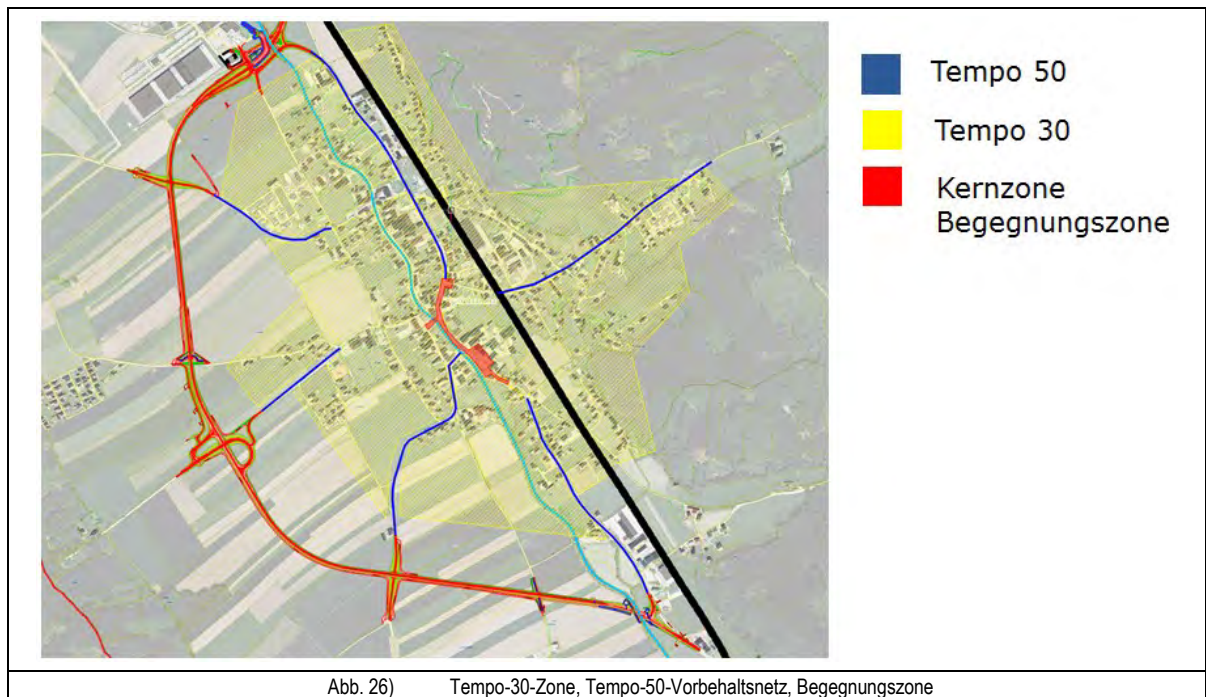 Tempo 50
Tempo 30
Kernzone
Begegnungszone
Abb. 26) Tempo-30-Zone, Tempo-50-Vorbehaltsnetz, Begegnungszone